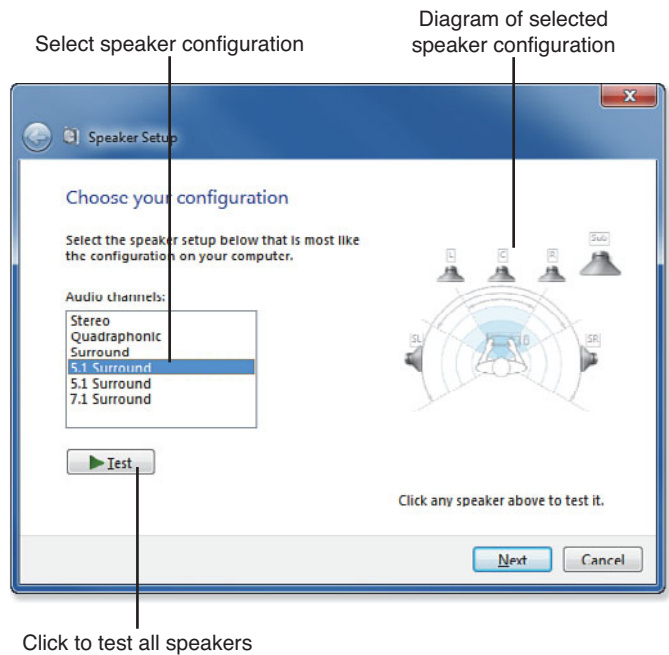 Diagram of selected
speaker configuration
Select speaker configuration
X
Speaker Setup
Choose your configuration
Select the speaker setup below that is most like
the configuration on your computer.
Audio channels:
Stereo
Quadraphonic
Surround
5.1 Surround
5.1 Surround
7.1 Surround
L
C
R
Sub
SL
SR
Test
Click any speaker above to test it.
Next
Cancel
Click to test all speakers